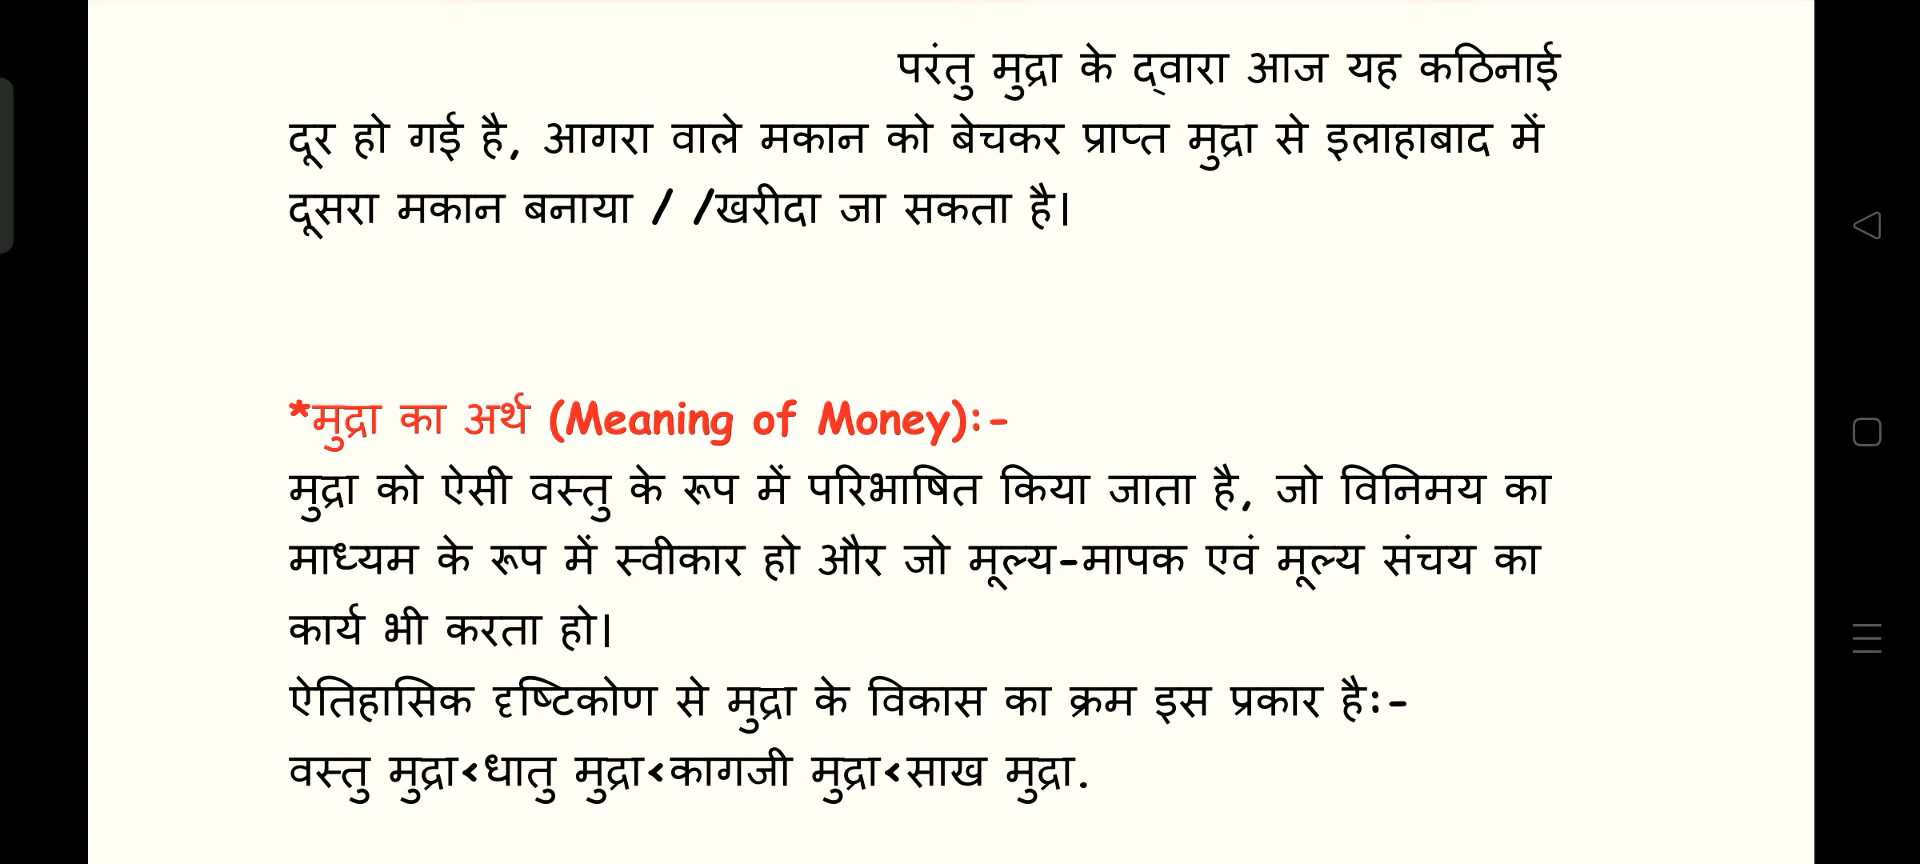 परंतु मुद्रा के द्वारा आज यह कठिनाई
दूर हो गई है, आगरा वाले मकान को बेचकर प्राप्त मुद्रा से इलाहाबाद में
दूसरा मकान बनाया / /खरीदा जा सकता है।
*मुद्रा का अर्थ (Meaning of Money):-
मुद्रा को ऐसी वस्तु के रूप में परिभाषित किया जाता है, जो विनिमय का
माध्यम के रूप में स्वीकार हो और जो मूल्य-मापक एवं मूल्य संचय का
कार्य भी करता हो।
ऐतिहासिक दृष्टिकोण से मुद्रा के विकास का क्रम इस प्रकार है:-
वस्तु मुद्रा<धातु मुद्रा<कागजी मुद्रा<साख मुद्रा.